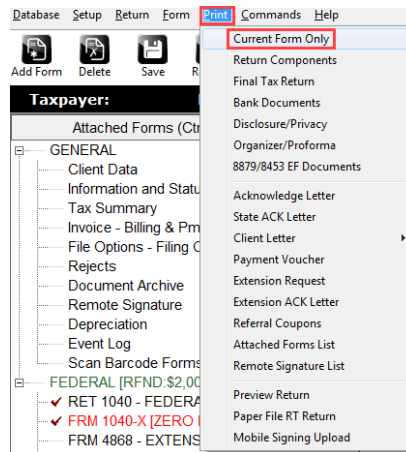 Database Setup Return Form Print Commands Help
Add Form Delete Save
Taxpayer:
Attached Forms (Ctr
GENERAL
Client Data
Information and Statu
Tax Summary
Invoice - Billing & Pm
File Options - Filing
Rejects
Document Archive
Remote Signature
Depreciation
Event Log
Scan Barcode Forms
FEDERAL [RFND:$2,00
RET 1040 - FEDERA
FRM 1040-X [ZERO
FRM 4868 - EXTENS
Current Form Only
Return Components
Final Tax Return
Bank Documents
Disclosure/Privacy
Organizer/Proforma
8879/8453 EF Documents
Acknowledge Letter
State ACK Letter
Client Letter
Payment Voucher
Extension Request
Extension ACK Letter
Referral Coupons
Attached Forms List
Remote Signature List
Preview Return
Paper File RT Return
Mobile Signing Upload